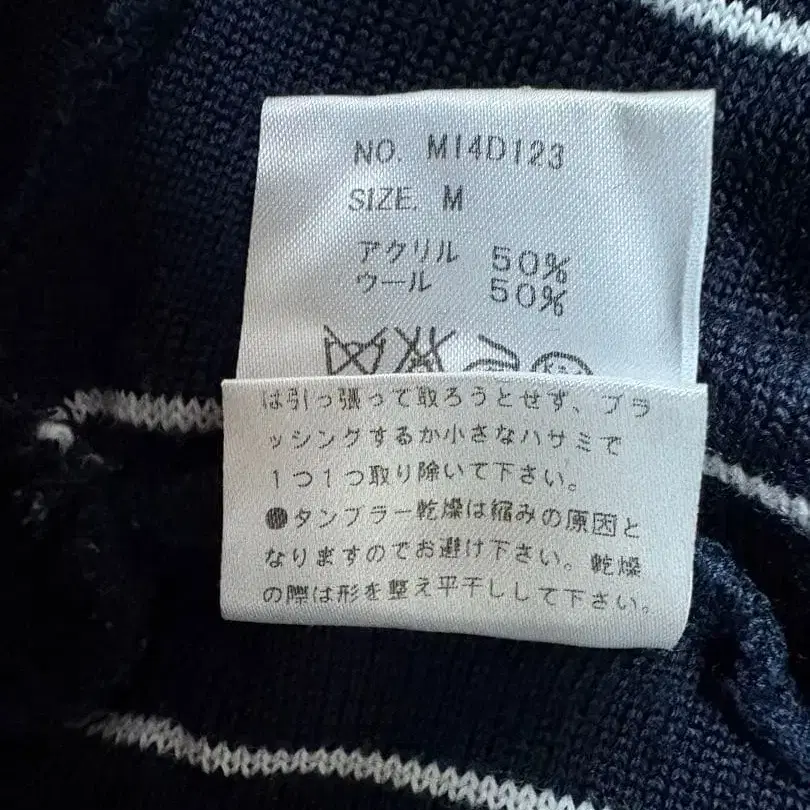 NO. M14D123
SIZE. M
アクリル 50%
ウール 50%
は引っ張って取ろうとせず、ブラ
ッシングするか小さなハサミで
1つ1つ取り除いて下さい。
●タンブラー乾燥は縮みの原因と
なりますのでお避け下さい。乾燥
の際は形を整え平干しして下さい。